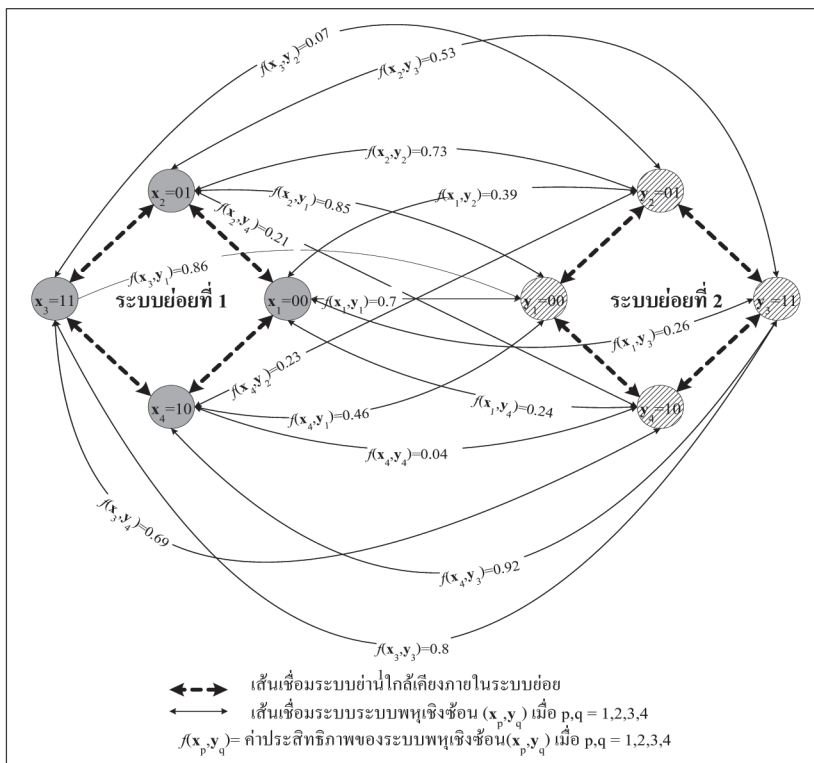 f(x₃,y₂)=0.07
f(x₂,y₃)=0.53
f(x₂,y₂)=0.73
x₂=01
y₂=01
f(x₂,y₁)=0.85
f(x₁,y₂)=0.39
f(x₂,y₄)=0.21
f(x₃,y₁)=0.86
x₃=11
ระบบย่อยที่ 1
x₁=00
f(x₁,y₁)=0.7
y₁=00
ระบบย่อยที่ 2
y₃=11
f(x₁,y₃)=0.26
f(x₄,y₂)=0.23
x₄=10
f(x₁,y₄)=0.24
y₄=10
f(x₄,y₁)=0.46
f(x₄,y₄)=0.04
f(x₃,y₄)=0.69
f(x₄,y₃)=0.92
f(x₃,y₃)=0.8
เส้นเชื่อมระบบย่านใกล้เคียงภายในระบบย่อย
เส้นเชื่อมระบบระบบพหุเชิงซ้อน (xₚ,y_q) เมื่อ p,q = 1,2,3,4
f(xₚ,y_q)= ค่าประสิทธิภาพของระบบพหุเชิงซ้อน(xₚ,y_q) เมื่อ p,q = 1,2,3,4